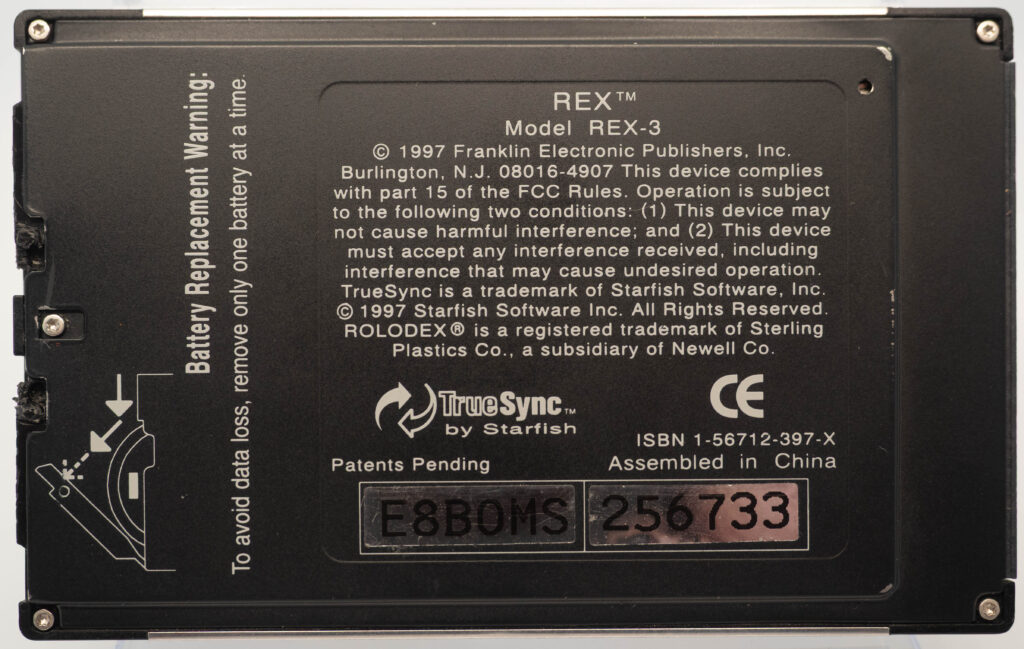 Battery Replacement Warning:
To avoid data loss, remove only one battery at a time.
REX™
Model REX-3
© 1997 Franklin Electronic Publishers, Inc.
Burlington, N.J. 08016-4907 This device complies
with part 15 of the FCC Rules. Operation is subject
to the following two conditions: (1) This device may
not cause harmful interference; and (2) This device
must accept any interference received, including
interference that may cause undesired operation.
TrueSync is a trademark of Starfish Software, Inc.
© 1997 Starfish Software Inc. All Rights Reserved.
ROLODEX® is a registered trademark of Sterling
Plastics Co., a subsidiary of Newell Co.
TrueSync™
by Starfish
CE
ISBN 1-56712-397-X
Patents Pending
Assembled in China
E8B0MS 256733